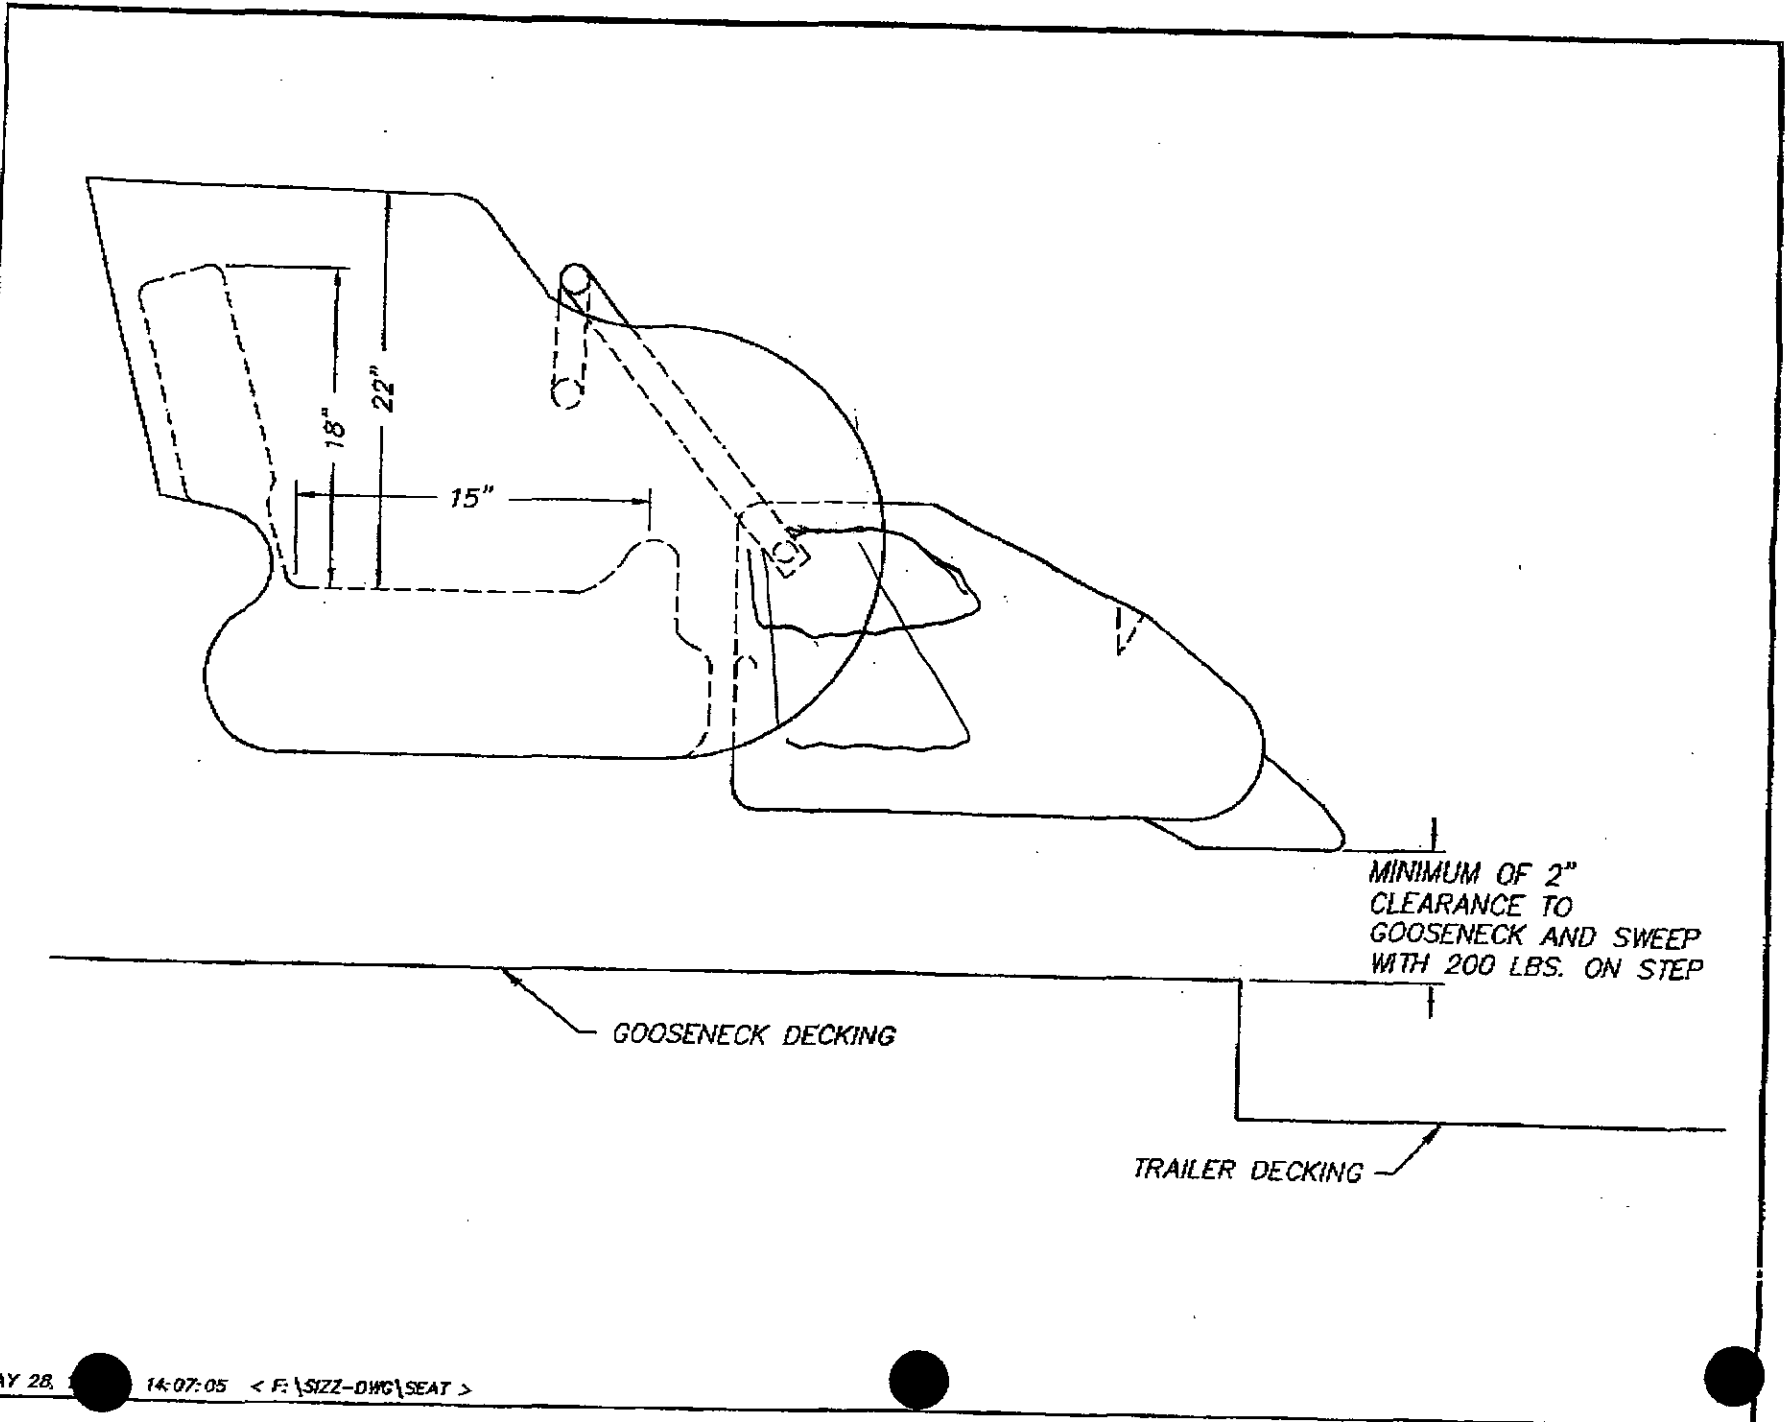 22"
18"
15"
MINIMUM OF 2"
CLEARANCE TO
GOOSENECK AND SWEEP
WITH 200 LBS. ON STEP
GOOSENECK DECKING
TRAILER DECKING
28, 14:07:05 < F:\SIZZ-DWG\SEAT >